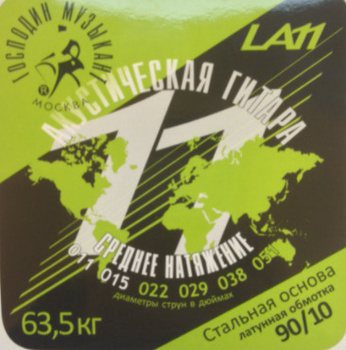 ГОСПОДИН МУЗЫКАНТ
®
МОСКВА
LA11
АКУСТИЧЕСКАЯ ГИТАРА
11
СРЕДНЕЕ НАТЯЖЕНИЕ
011 015 022 029 038 050
диаметры струн в дюймах
63,5кг
Стальная основа
латунная обмотка
90/10